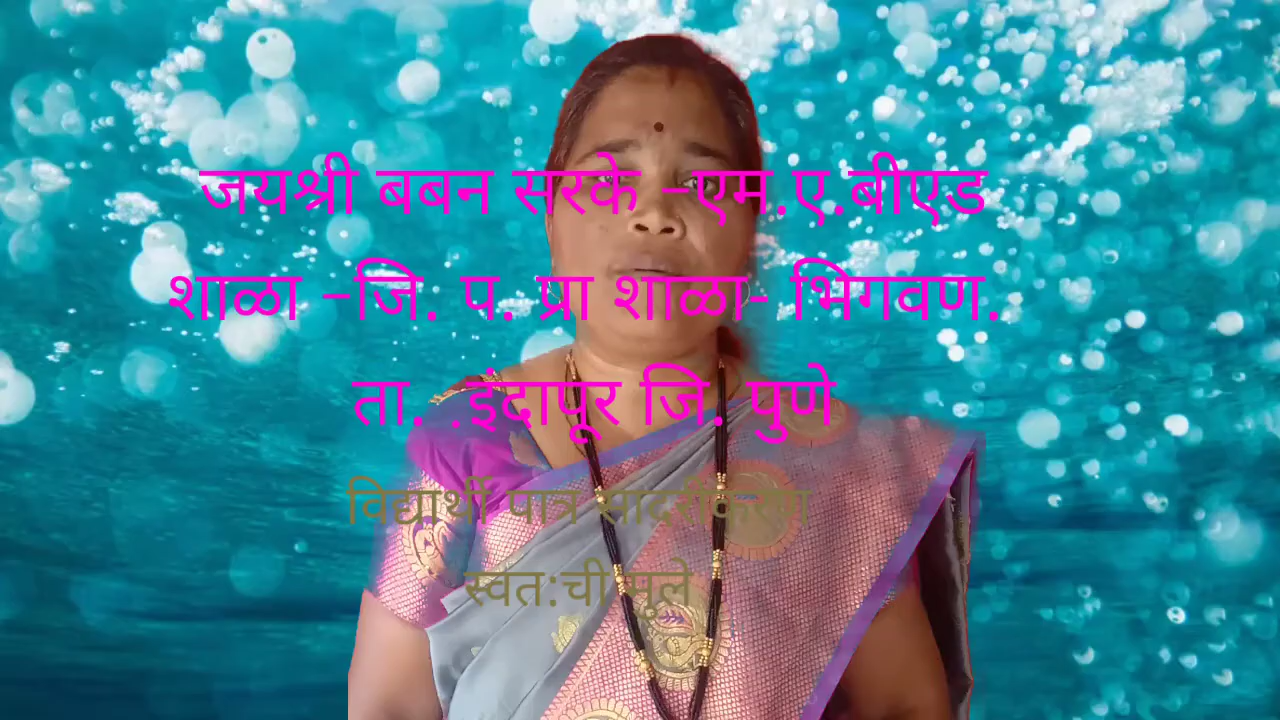 जयश्री बबन सरके -एम.ए.बीएड
शाळा -जि. प. प्रा शाळा- भिगवण.
ता. .इंदापूर जि. पुणे
विद्यार्थी पात्र सादरीकरण
स्वत:ची मूले